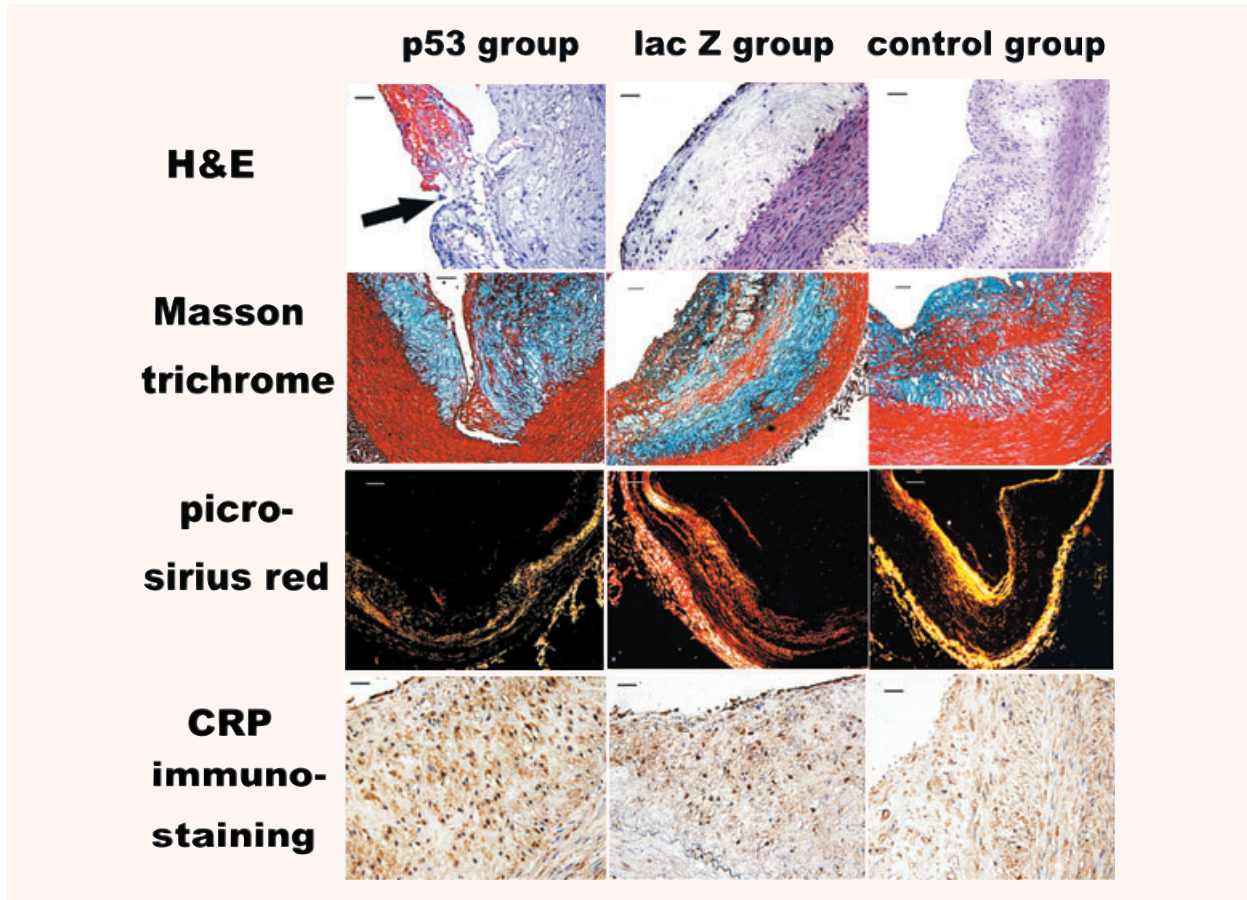 p53 group lac Z group control group
H&E
Masson
trichrome
picro-
sirius red
CRP
immuno-
staining